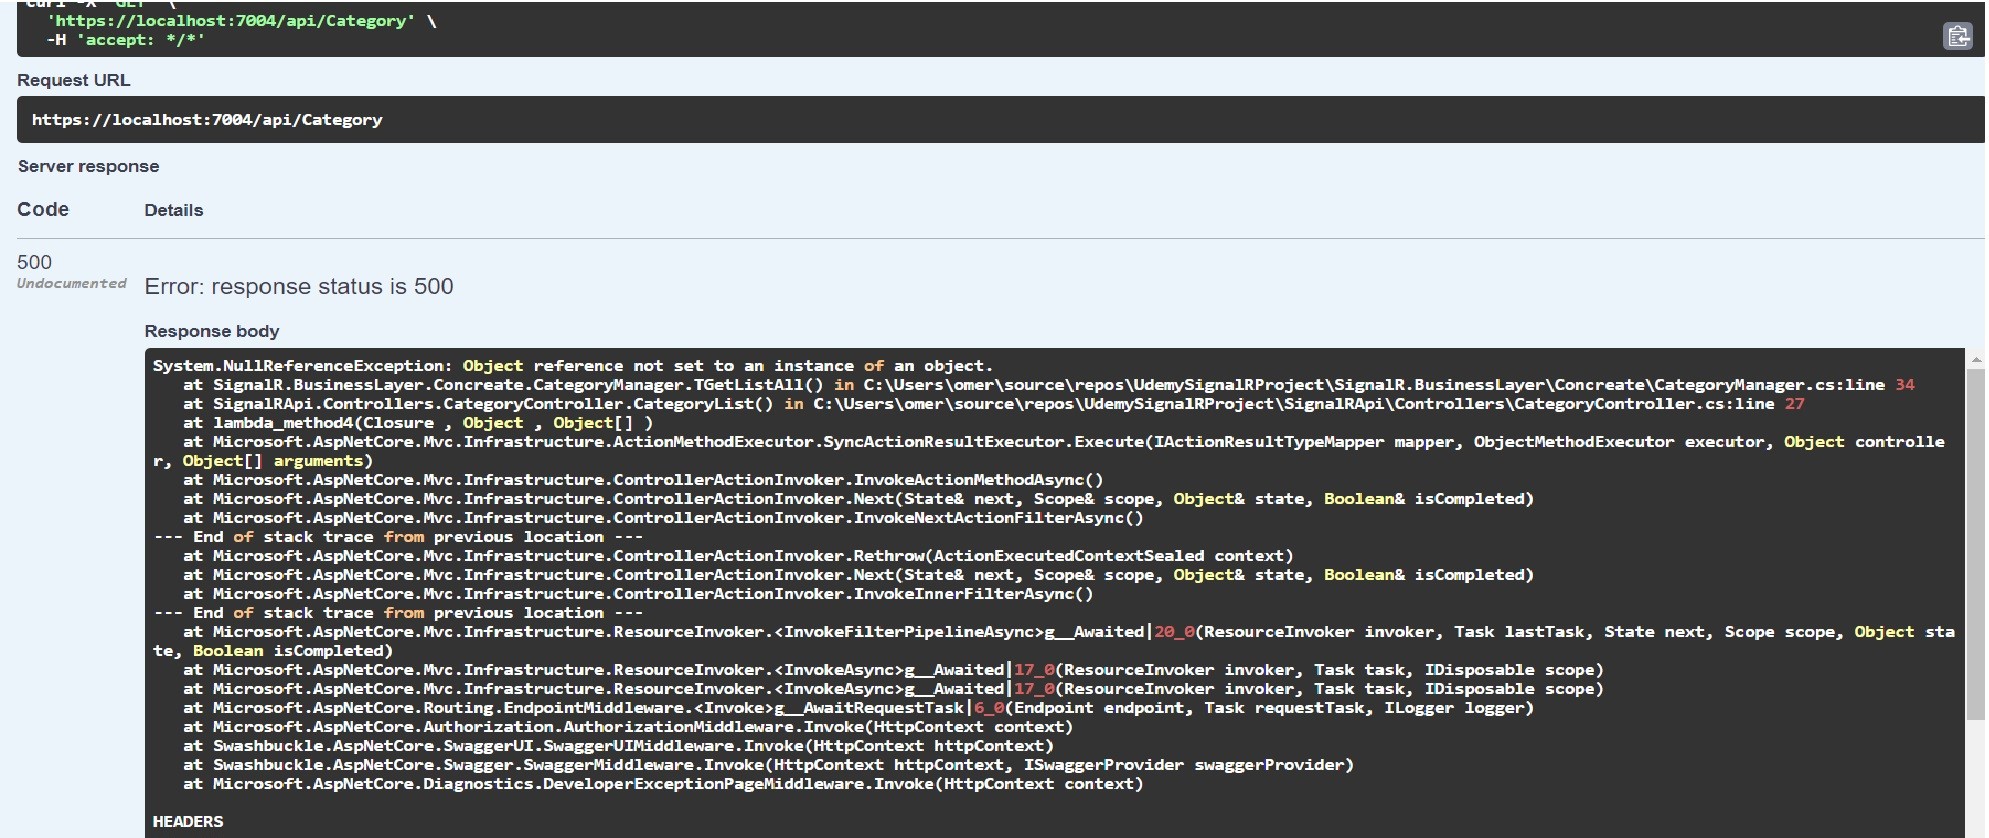 curl -X 'GET' \
'https://localhost:7004/api/Category' \
-H 'accept: */*'
Request URL
https://localhost:7004/api/Category
Server response
Code Details
500
Undocumented
Error: response status is 500
Response body
System.NullReferenceException: Object reference not set to an instance of an object.
at SignalR.BusinessLayer.Concreate.CategoryManager.TGetListAll() in C:\Users\omer\source\repos\UdemySignalRProject\SignalR.BusinessLayer\Concreate\CategoryManager.cs:line 34
at SignalRApi.Controllers.CategoryController.CategoryList() in C:\Users\omer\source\repos\UdemySignalRProject\SignalRApi\Controllers\CategoryController.cs:line 27
at lambda_method4(Closure , Object , Object[] )
at Microsoft.AspNetCore.Mvc.Infrastructure.ActionMethodExecutor.SyncActionResultExecutor.Execute(IActionResultTypeMapper mapper, ObjectMethodExecutor executor, Object controlle
r, Object[] arguments)
at Microsoft.AspNetCore.Mvc.Infrastructure.ControllerActionInvoker.InvokeActionMethodAsync()
at Microsoft.AspNetCore.Mvc.Infrastructure.ControllerActionInvoker.Next(State& next, Scope& scope, Object& state, Boolean& isCompleted)
at Microsoft.AspNetCore.Mvc.Infrastructure.ControllerActionInvoker.InvokeNextActionFilterAsync()
--- End of stack trace from previous location ---
at Microsoft.AspNetCore.Mvc.Infrastructure.ControllerActionInvoker.Rethrow(ActionExecutedContextSealed context)
at Microsoft.AspNetCore.Mvc.Infrastructure.ControllerActionInvoker.Next(State& next, Scope& scope, Object& state, Boolean& isCompleted)
at Microsoft.AspNetCore.Mvc.Infrastructure.ControllerActionInvoker.InvokeInnerFilterAsync()
--- End of stack trace from previous location ---
at Microsoft.AspNetCore.Mvc.Infrastructure.ResourceInvoker.<InvokeFilterPipelineAsync>g__Awaited|20_0(ResourceInvoker invoker, Task lastTask, State next, Scope scope, Object sta
te, Boolean isCompleted)
at Microsoft.AspNetCore.Mvc.Infrastructure.ResourceInvoker.<InvokeAsync>g__Awaited|17_0(ResourceInvoker invoker, Task task, IDisposable scope)
at Microsoft.AspNetCore.Mvc.Infrastructure.ResourceInvoker.<InvokeAsync>g__Awaited|17_0(ResourceInvoker invoker, Task task, IDisposable scope)
at Microsoft.AspNetCore.Routing.EndpointMiddleware.<Invoke>g__AwaitRequestTask|6_0(Endpoint endpoint, Task requestTask, ILogger logger)
at Microsoft.AspNetCore.Authorization.AuthorizationMiddleware.Invoke(HttpContext context)
at Swashbuckle.AspNetCore.SwaggerUI.SwaggerUIMiddleware.Invoke(HttpContext httpContext)
at Swashbuckle.AspNetCore.Swagger.SwaggerMiddleware.Invoke(HttpContext httpContext, ISwaggerProvider swaggerProvider)
at Microsoft.AspNetCore.Diagnostics.DeveloperExceptionPageMiddleware.Invoke(HttpContext context)
HEADERS